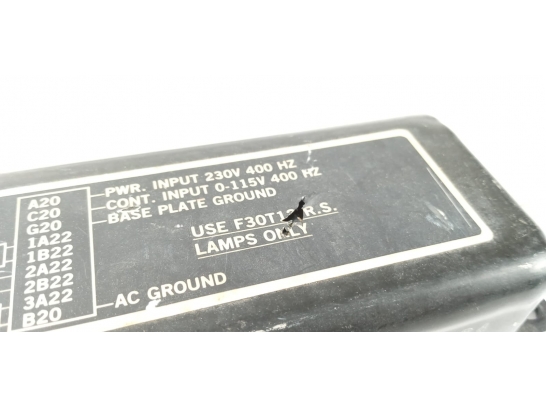 A20 PWR. INPUT 230V 400 HZ
C20 CONT. INPUT 0-115V 400 HZ
G20 BASE PLATE GROUND
1A22
1B22
2A22
2B22
3A22 AC GROUND
B20
USE R.S.
LAMPS ONLY